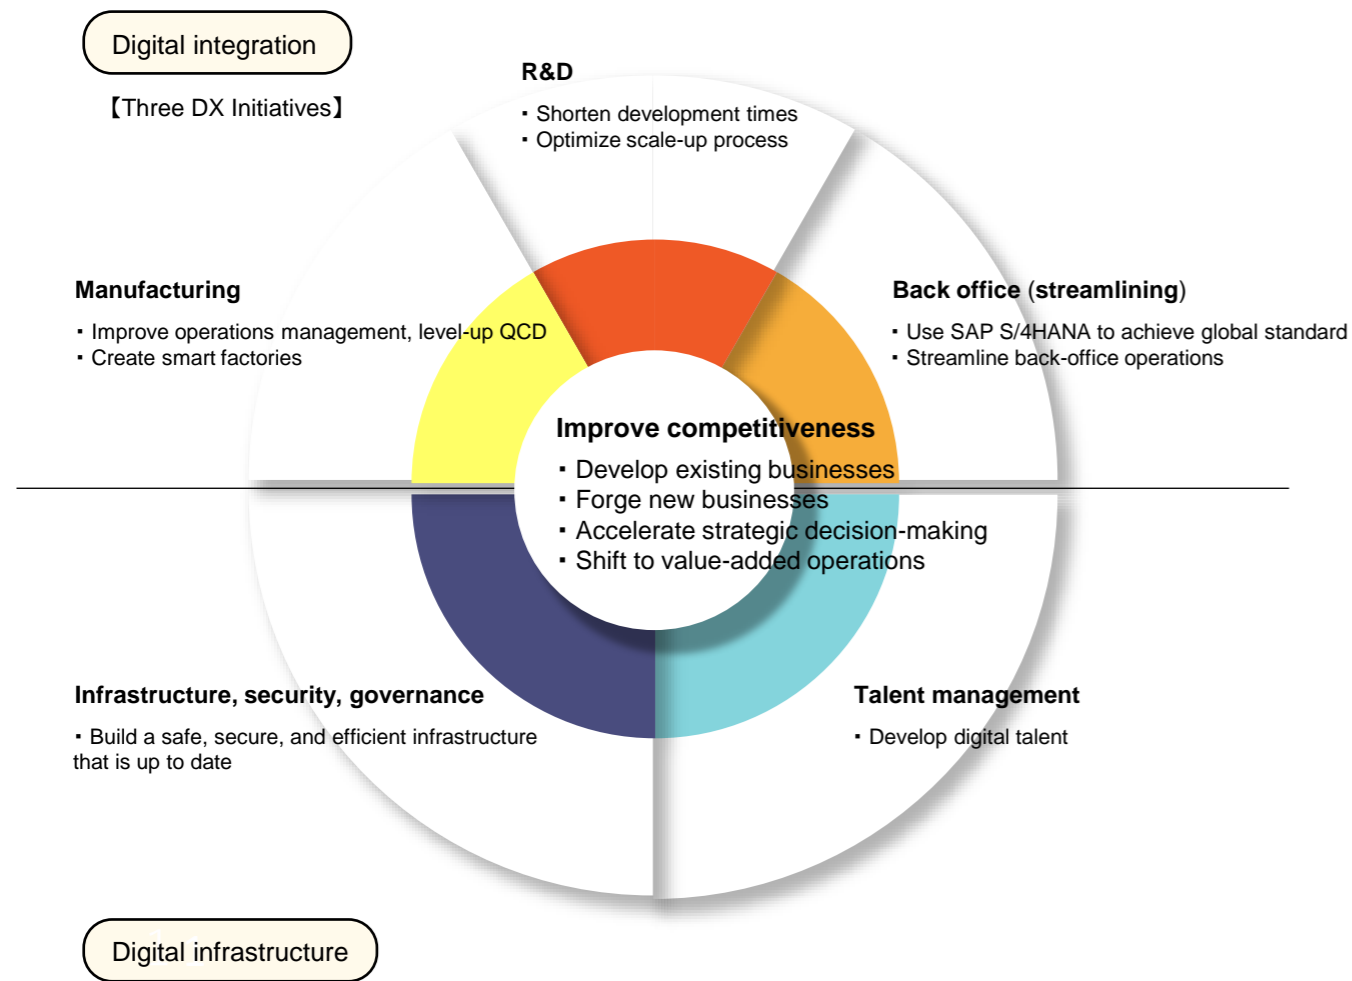 Digital integration
【Three DX Initiatives】
R&D
・Shorten development times
・Optimize scale-up process
Manufacturing
・Improve operations management, level-up QCD
・Create smart factories
Back office (streamlining)
・Use SAP S/4HANA to achieve global standard
・Streamline back-office operations
Improve competitiveness
・Develop existing businesses
・Forge new businesses
・Accelerate strategic decision-making
・Shift to value-added operations
Infrastructure, security, governance
・Build a safe, secure, and efficient infrastructure
that is up to date
Talent management
・Develop digital talent
Digital infrastructure